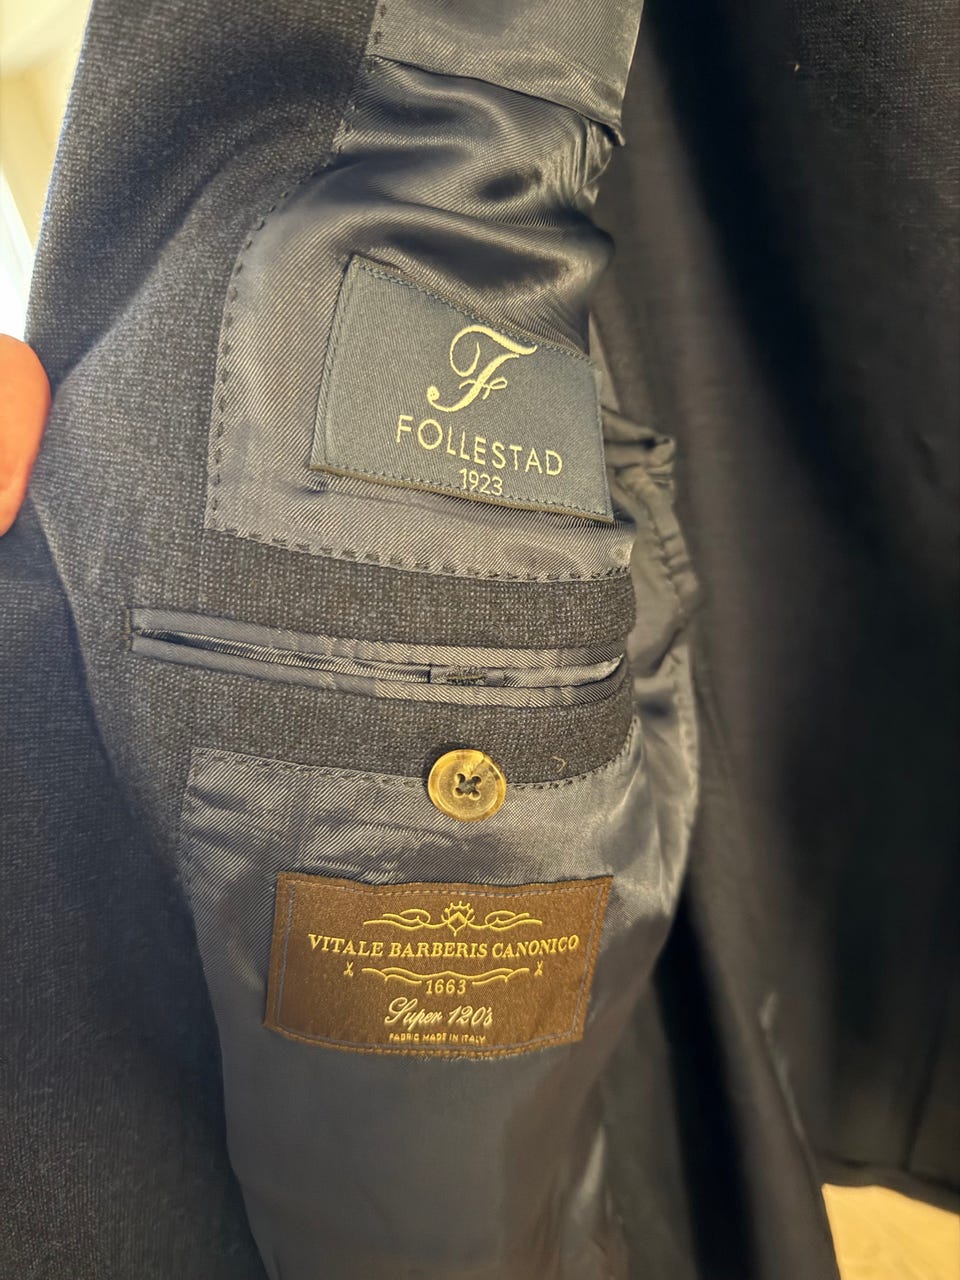 F
FOLLESTAD
1923
VITALE BARBERIS CANONICO
1663
Super 120's
FABRIC MADE IN ITALY